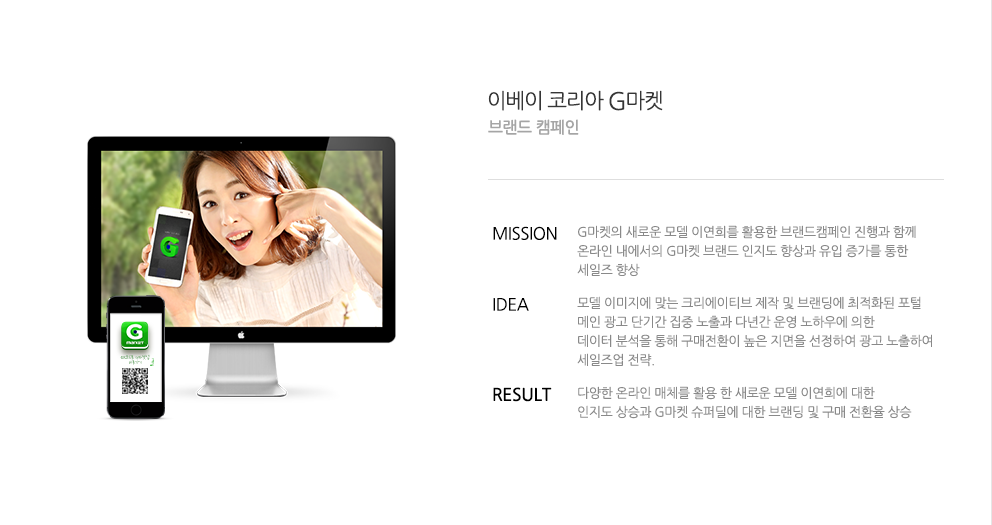 이베이 코리아 G마켓
브랜드 캠페인
MISSION
G마켓의 새로운 모델 이연희를 활용한 브랜드캠페인 진행과 함께
온라인 내에서의 G마켓 브랜드 인지도 향상과 유입 증가를 통한
세일즈 향상
IDEA
모델 이미지에 맞는 크리에이티브 제작 및 브랜딩에 최적화된 포털
메인 광고 단기간 집중 노출과 다년간 운영 노하우에 의한
데이터 분석을 통해 구매전환이 높은 지면을 선정하여 광고 노출하여
세일즈업 전략.
RESULT
다양한 온라인 매체를 활용 한 새로운 모델 이연희에 대한
인지도 상승과 G마켓 슈퍼딜에 대한 브랜딩 및 구매 전환율 상승
G
G
market